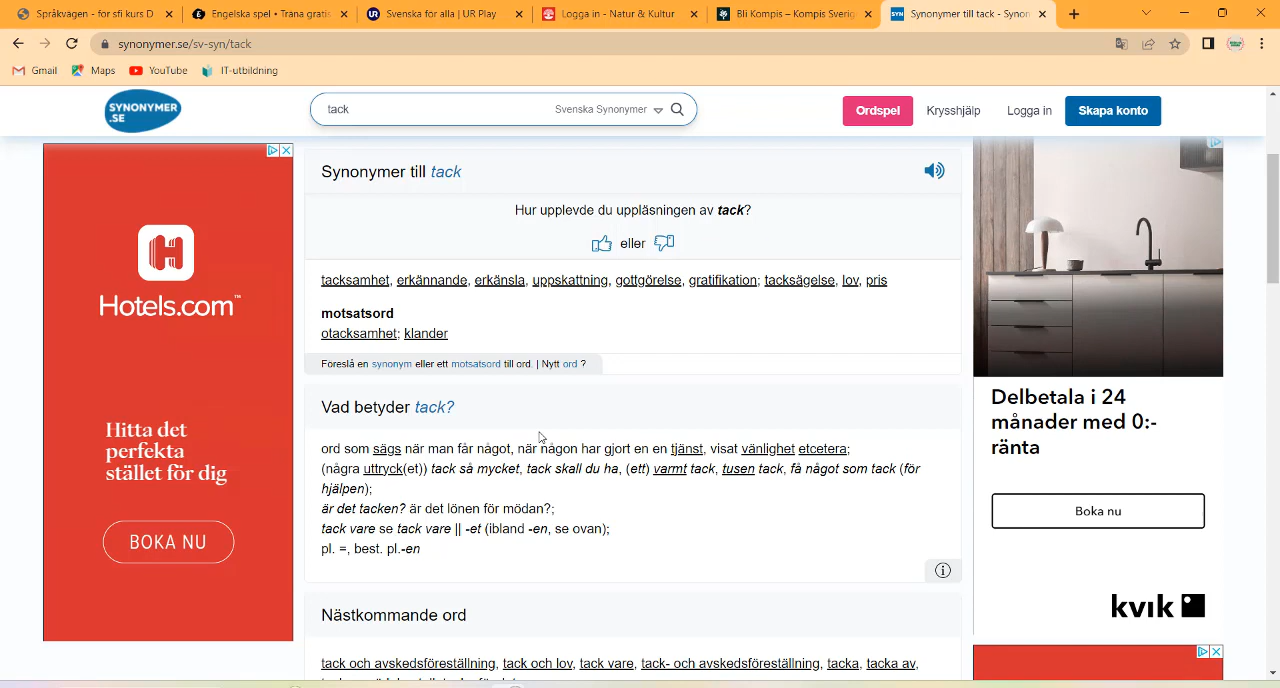 Språkvägen - för sfi kurs D
Engelska spel • Träna gratis
Svenska för alla | UR Play
Logga in - Natur & Kultur
Bli Kompis – Kompis Sverig
Synonymer till tack - Synon
synonymer.se/sv-syn/tack
Gmail Maps YouTube IT-utbildning
SYNONYMER
.SE
tack Svenska Synonymer
Ordspel Krysshjälp Logga in Skapa konto
Synonymer till tack
Hur upplevde du uppläsningen av tack?
eller
tacksamhet, erkännande, erkänsla, uppskattning, gottgörelse, gratifikation; tacksägelse, lov, pris
motsatsord
otacksamhet; klander
Föreslå en synonym eller ett motsatsord till ord. | Nytt ord ?
Vad betyder tack?
ord som sägs när man får något, när någon har gjort en en tjänst, visat vänlighet etcetera;
(några uttryck(et)) tack så mycket, tack skall du ha, (ett) varmt tack, tusen tack, få något som tack (för
hjälpen);
är det tacken? är det lönen för mödan?;
tack vare se tack vare || -et (ibland -en, se ovan);
pl. =, best. pl.-en
Nästkommande ord
tack och avskedsföreställning, tack och lov, tack vare, tack- och avskedsföreställning, tacka, tacka av,
H
Hotels.com™
Hitta det
perfekta
stället för dig
BOKA NU
Delbetala i 24
månader med 0:-
ränta
Boka nu
kvik